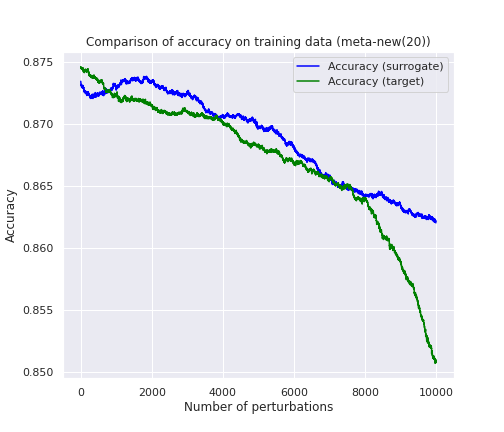 Comparison of accuracy on training data (meta-new(20))
Accuracy (surrogate)
Accuracy (target)
0.875
0.870
0.865
0.860
0.855
0.850
Accuracy
0 2000 4000 6000 8000 10000
Number of perturbations